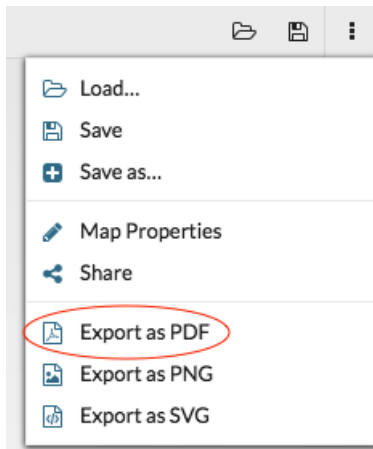 Load...
Save
Save as...
Map Properties
Share
Export as PDF
Export as PNG
Export as SVG